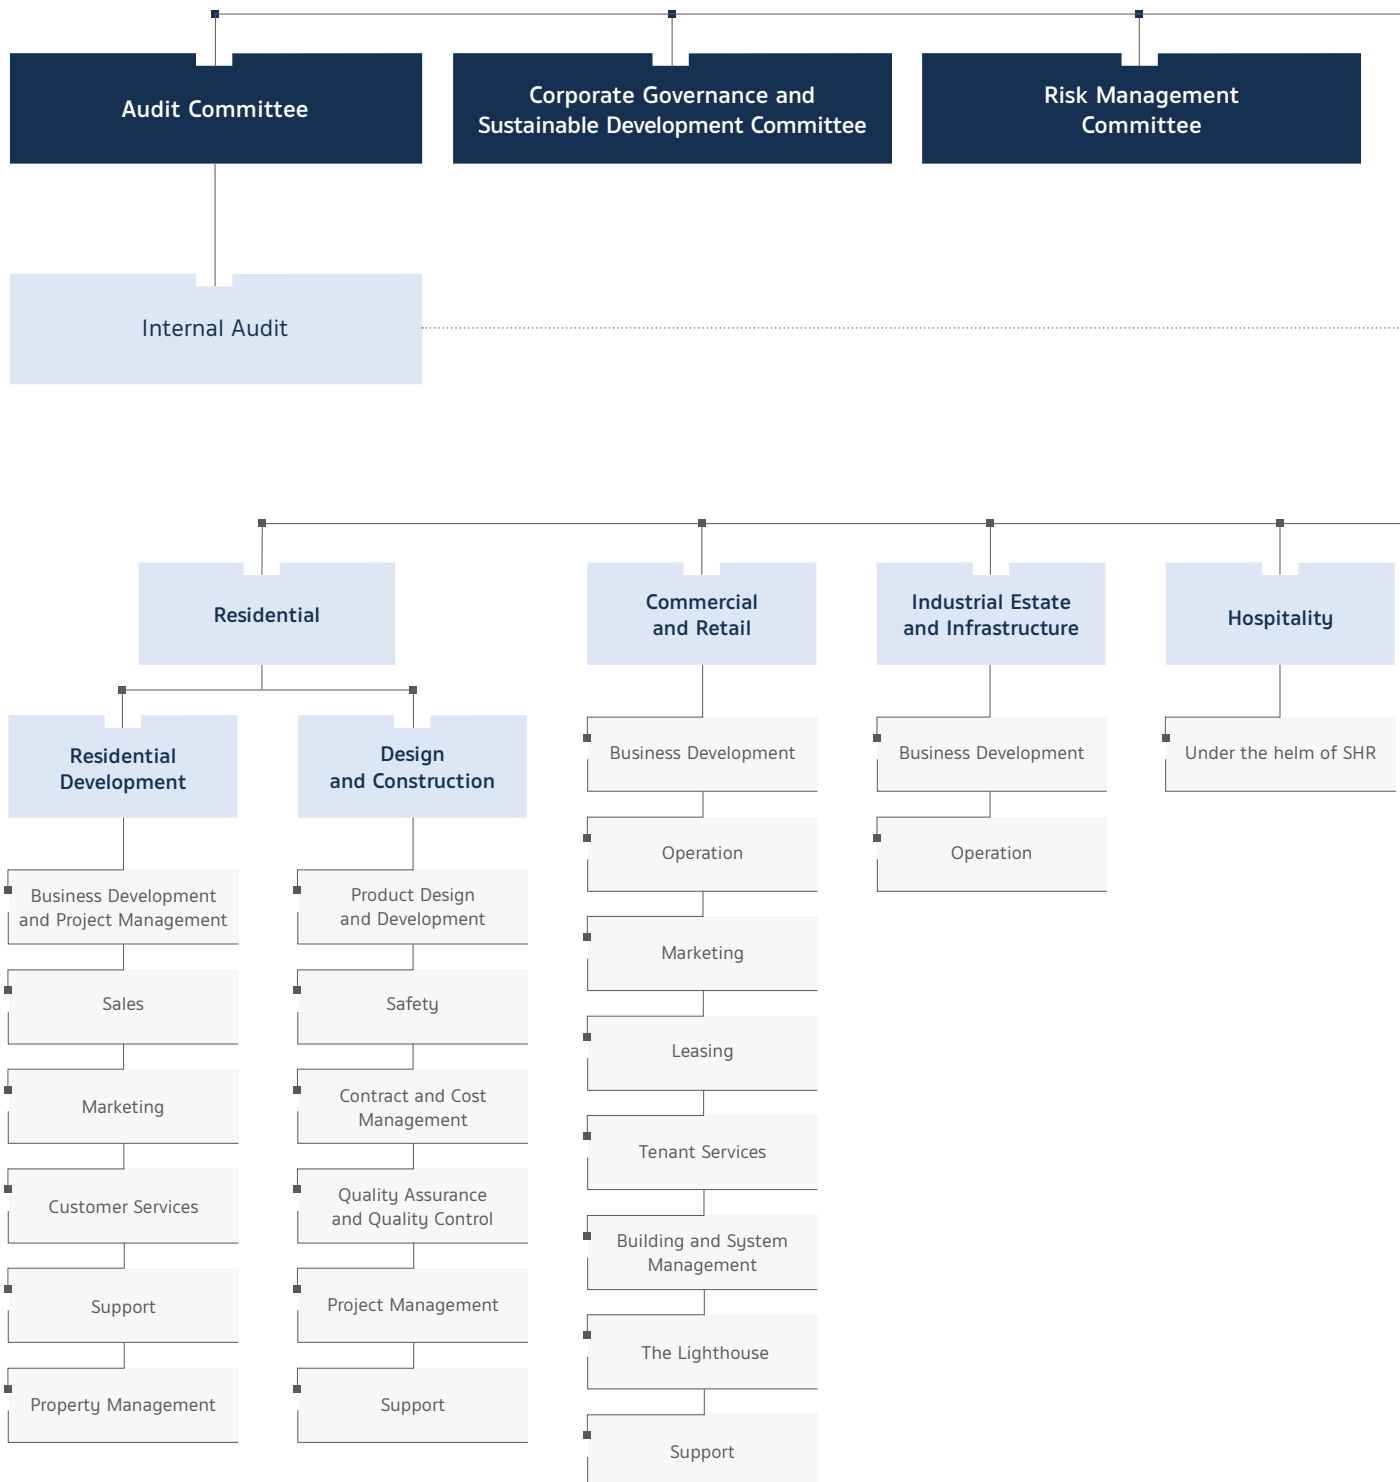 Audit Committee
Corporate Governance and
Sustainable Development Committee
Risk Management
Committee
Internal Audit
Residential
Commercial
and Retail
Industrial Estate
and Infrastructure
Hospitality
Residential
Development
Design
and Construction
Business Development
and Project Management
Sales
Marketing
Customer Services
Support
Property Management
Product Design
and Development
Safety
Contract and Cost
Management
Quality Assurance
and Quality Control
Project Management
Support
Business Development
Operation
Marketing
Leasing
Tenant Services
Building and System
Management
The Lighthouse
Support
Business Development
Operation
Under the helm of SHR